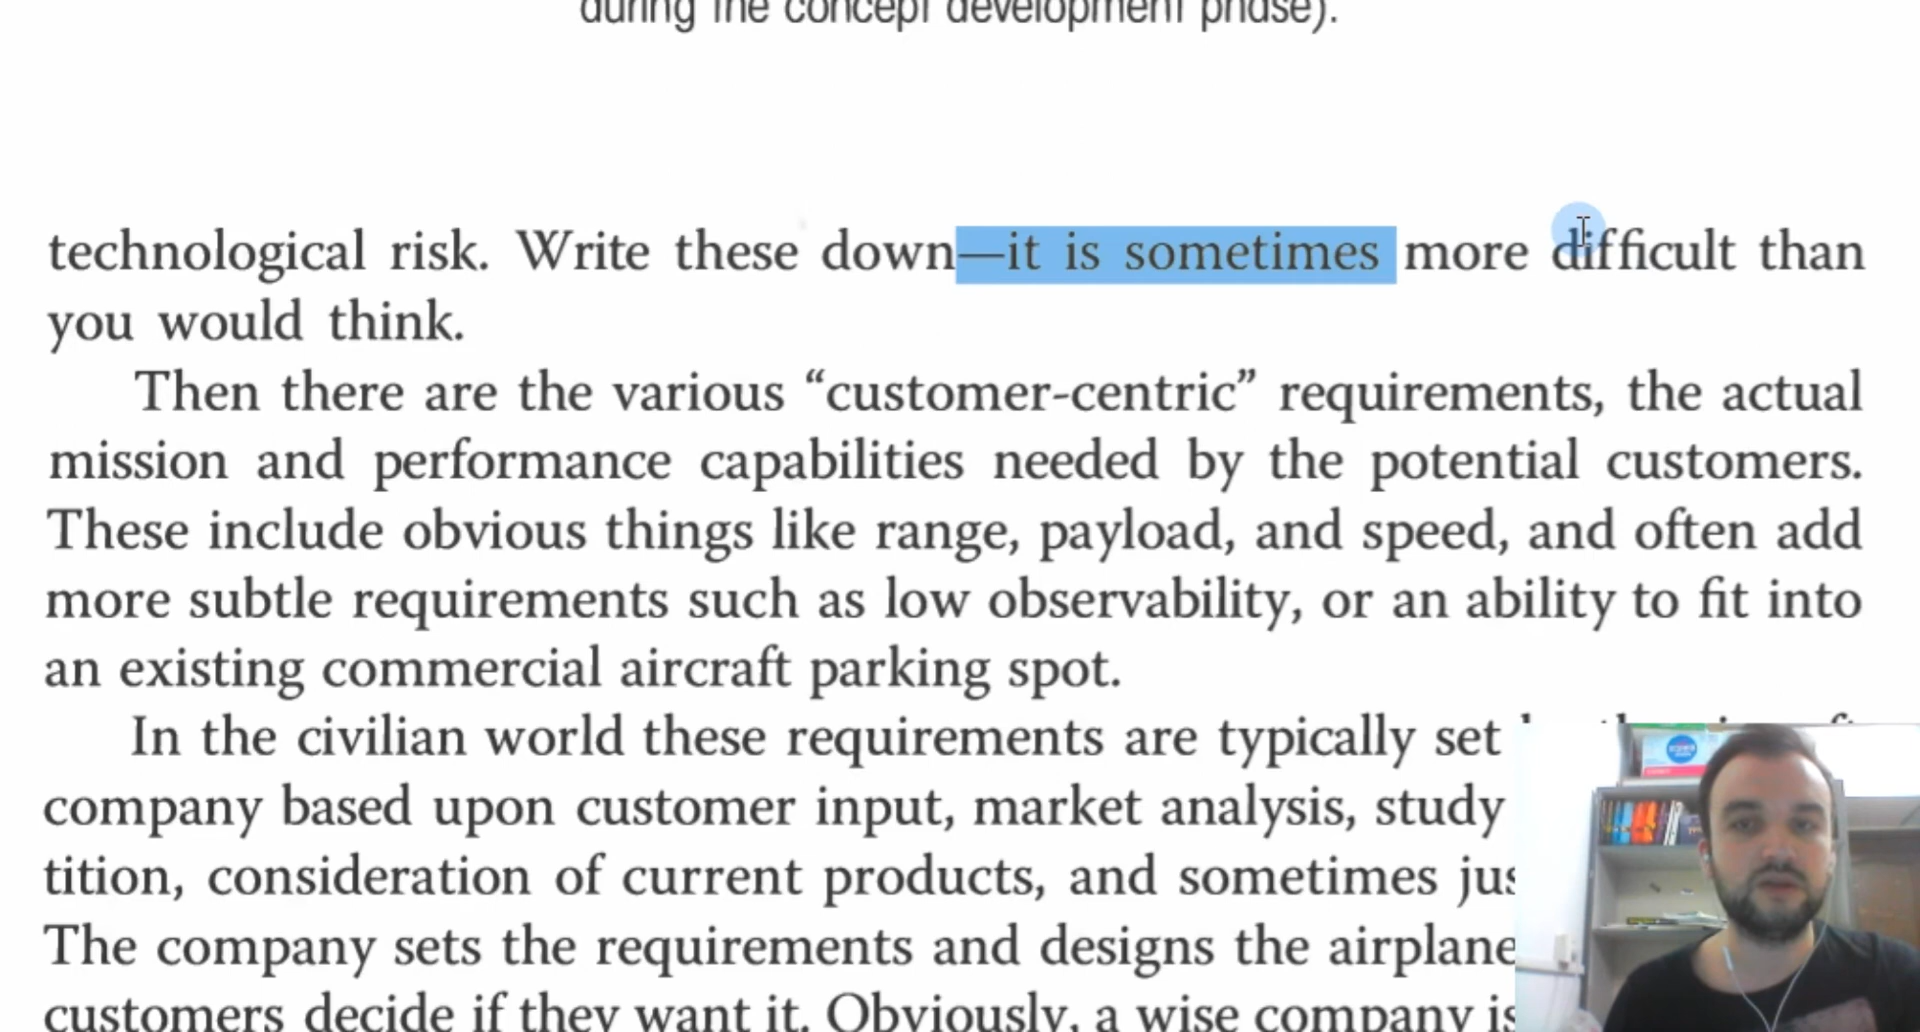 during the concept development phase).
technological risk. Write these down—it is sometimes more difficult than
you would think.
Then there are the various “customer-centric” requirements, the actual
mission and performance capabilities needed by the potential customers.
These include obvious things like range, payload, and speed, and often add
more subtle requirements such as low observability, or an ability to fit into
an existing commercial aircraft parking spot.
In the civilian world these requirements are typically set
company based upon customer input, market analysis, study
tition, consideration of current products, and sometimes
The company sets the requirements and designs the airplane
customers decide if they want it. Obviously, a wise company is